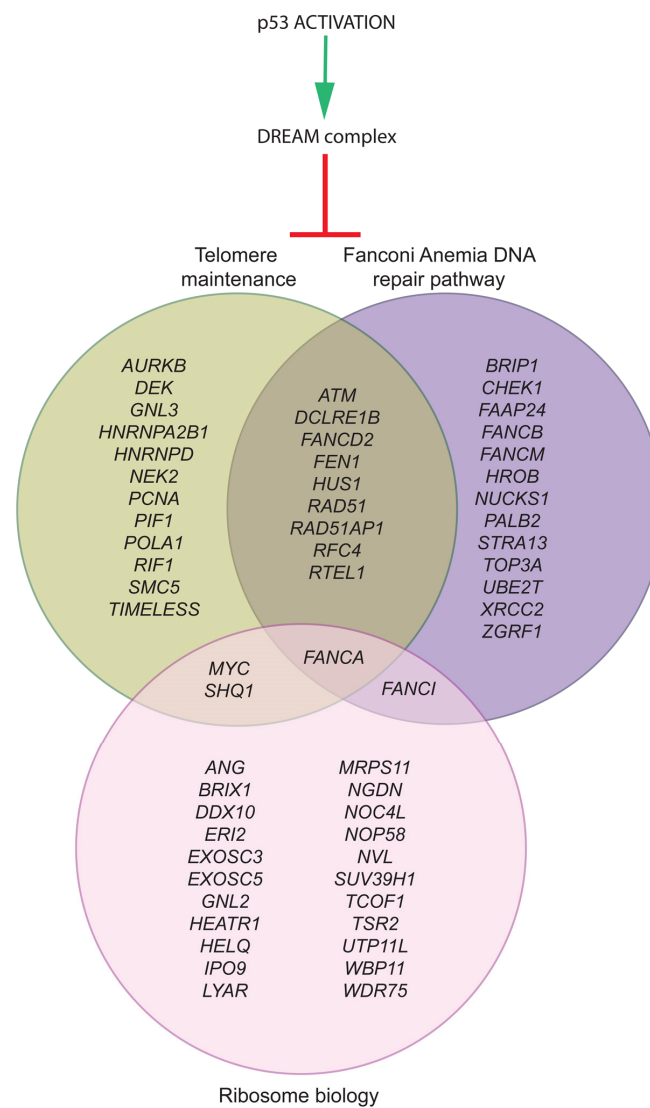 p53 ACTIVATION
DREAM complex
Telomere
maintenance
Fanconi Anemia DNA
repair pathway
AURKB
DEK
GNL3
HNRNPA2B1
HNRNPD
NEK2
PCNA
PIF1
POLA1
RIF1
SMC5
TIMELESS
ATM
DCLRE1B
FANCD2
FEN1
HUS1
RAD51
RAD51AP1
RFC4
RTEL1
BRIP1
CHEK1
FAAP24
FANCB
FANCM
HROB
NUCKS1
PALB2
STRA13
TOP3A
UBE2T
XRCC2
ZGRF1
MYC
SHQ1
FANCA
FANCI
ANG
BRIX1
DDX10
ERI2
EXOSC3
EXOSC5
GNL2
HEATR1
HELQ
IPO9
LYAR
MRPS11
NGDN
NOC4L
NOP58
NVL
SUV39H1
TCOF1
TSR2
UTP11L
WBP11
WDR75
Ribosome biology